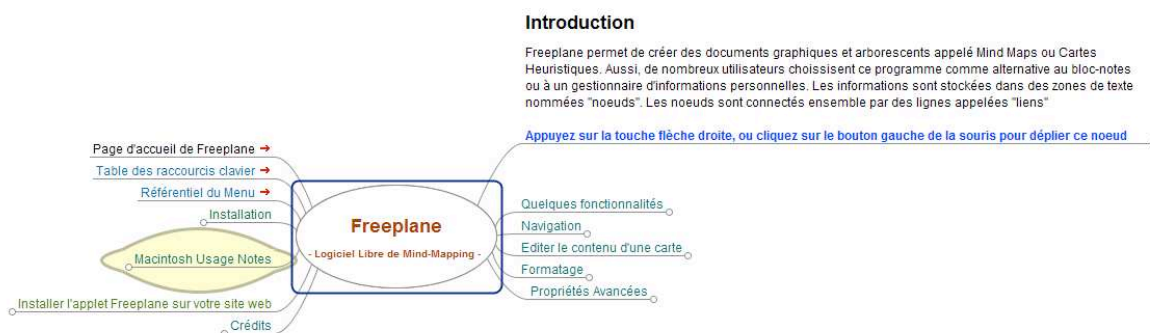 Introduction
Freeplane permet de créer des documents graphiques et arborescents appelé Mind Maps ou Cartes
Heuristiques. Aussi, de nombreux utilisateurs choissisent ce programme comme alternative au bloc-notes
ou à un gestionnaire d'informations personnelles. Les informations sont stockées dans des zones de texte
nommées "noeuds". Les noeuds sont connectés ensemble par des lignes appelées "liens"
Appuyez sur la touche flèche droite, ou cliquez sur le bouton gauche de la souris pour déplier ce noeud
Page d'accueil de Freeplane
Table des raccourcis clavier
Référentiel du Menu
Installation
Macintosh Usage Notes
Installer l'applet Freeplane sur votre site web
Crédits
Freeplane
- Logiciel Libre de Mind-Mapping -
Quelques fonctionnalités
Navigation
Editer le contenu d'une carte
Formatage
Propriétés Avancées